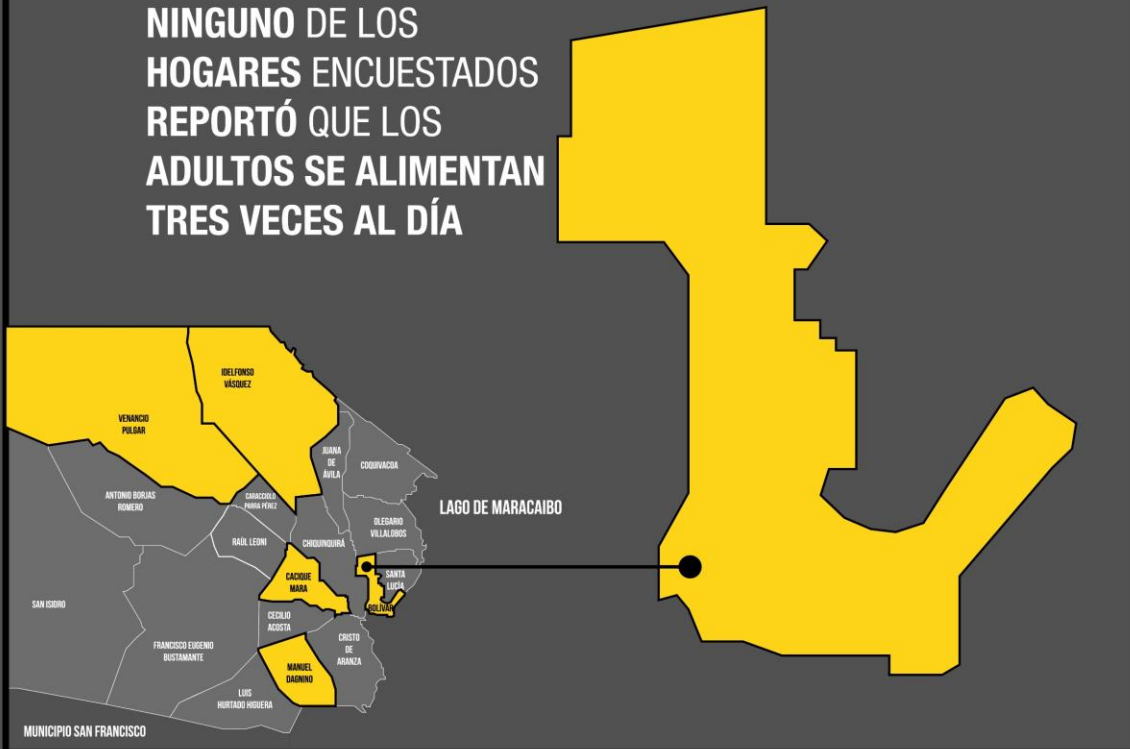 NINGUNO DE LOS
HOGARES ENCUESTADOS
REPORTÓ QUE LOS
ADULTOS SE ALIMENTAN
TRES VECES AL DÍA
IDELFONSO
VÁSQUEZ
VENANCIO
PULGAR
JUANA
DE
ÁVILA
COQUIVACOA
ANTONIO BORJAS
ROMERO
CARACCIOLO
PARRA PÉREZ
LAGO DE MARACAIBO
OLEGARIO
VILLALOBOS
RAÚL LEONI
CHIQUINQUIRÁ
CACIQUE
MARA
SANTA
LUCÍA
BOLÍVAR
SAN ISIDRO
CECILIO
ACOSTA
FRANCISCO EUGENIO
BUSTAMANTE
CRISTO
DE
ARANZA
MANUEL
DAGNINO
LUIS
HURTADO HIGUERA
MUNICIPIO SAN FRANCISCO